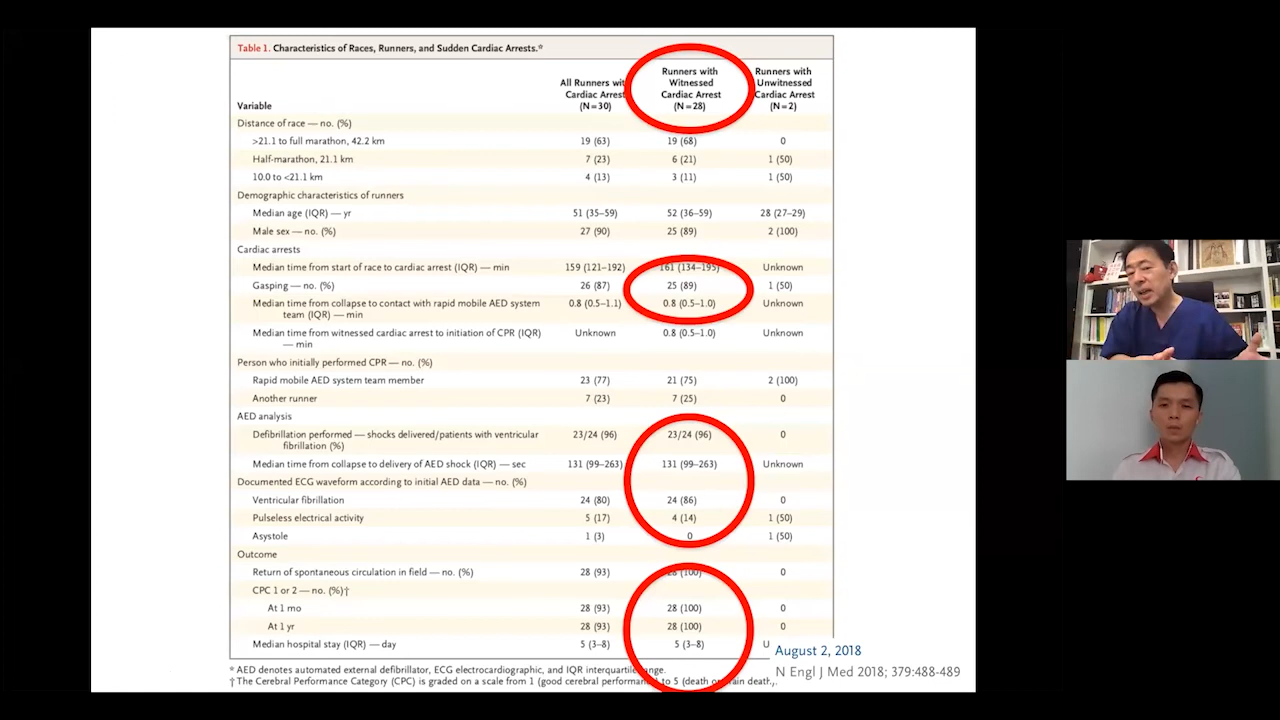 Table 1. Characteristics of Races, Runners, and Sudden Cardiac Arrests.*
Variable All Runners with Cardiac Arrest (N=30) Runners with Witnessed Cardiac Arrest (N=28) Runners with Unwitnessed Cardiac Arrest (N=2)
Distance of race — no. (%)
>21.1 to full marathon, 42.2 km 19 (63) 19 (68) 0
Half-marathon, 21.1 km 7 (23) 6 (21) 1 (50)
10.0 to <21.1 km 4 (13) 3 (11) 1 (50)
Demographic characteristics of runners
Median age (IQR) — yr 51 (35–59) 52 (36–59) 28 (27–29)
Male sex — no. (%) 27 (90) 25 (89) 2 (100)
Cardiac arrests
Median time from start of race to cardiac arrest (IQR) — min 159 (121–192) 161 (134–195) Unknown
Gasping — no. (%) 26 (87) 25 (89) 1 (50)
Median time from collapse to contact with rapid mobile AED system 0.8 (0.5–1.1) 0.8 (0.5–1.0) Unknown
team (IQR) — min
Median time from witnessed cardiac arrest to initiation of CPR (IQR) Unknown 0.8 (0.5–1.0) Unknown
— min
Person who initially performed CPR — no. (%)
Rapid mobile AED system team member 23 (77) 21 (75) 2 (100)
Another runner 7 (23) 7 (25) 0
AED analysis
Defibrillation performed — shocks delivered/patients with ventricular 23/24 (96) 23/24 (96) 0
fibrillation (%)
Median time from collapse to delivery of AED shock (IQR) — sec 131 (99–263) 131 (99–263) Unknown
Documented ECG waveform according to initial AED data — no. (%)
Ventricular fibrillation 24 (80) 24 (86) 0
Pulseless electrical activity 5 (17) 4 (14) 1 (50)
Asystole 1 (3) 0 1 (50)
Outcome
Return of spontaneous circulation in field — no. (%) 28 (93) 28 (100) 0
CPC 1 or 2 — no. (%)†
At 1 mo 28 (93) 28 (100) 0
At 1 yr 28 (93) 28 (100) 0
Median hospital stay (IQR) — day 5 (3–8) 5 (3–8) U
August 2, 2018
* AED denotes automated external defibrillator, ECG electrocardiographic, and IQR interquartile range.
N Engl J Med 2018; 379:488-489
† The Cerebral Performance Category (CPC) is graded on a scale from 1 (good cerebral performance) to 5 (death or brain death).